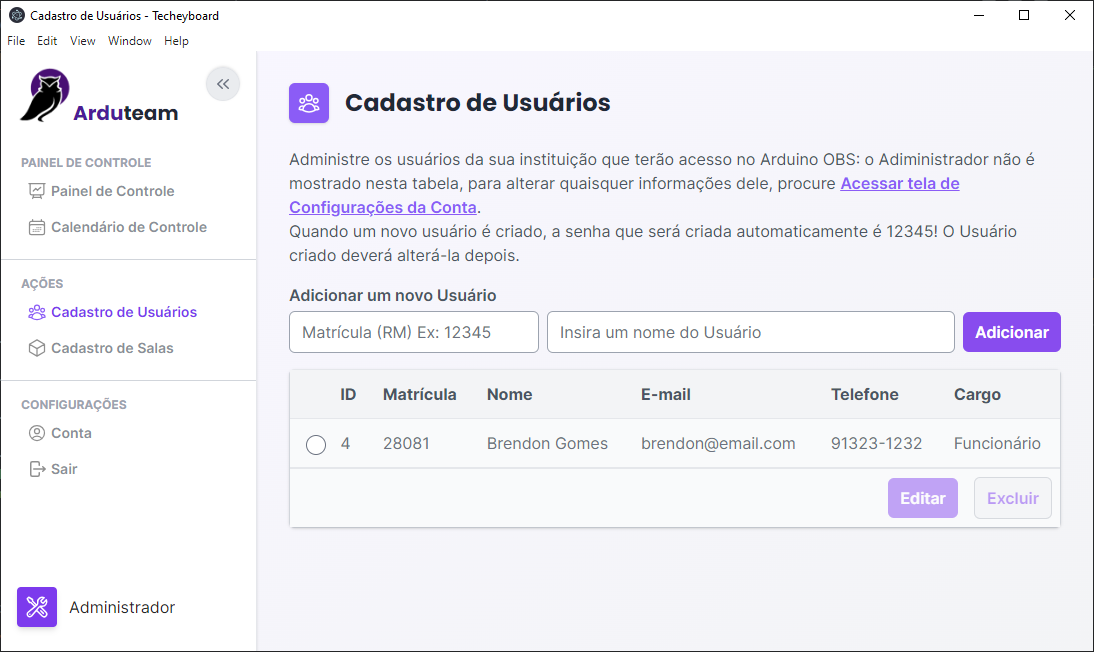 Cadastro de Usuários - Techeyboard
File Edit View Window Help
Arduteam
PAINEL DE CONTROLE
Painel de Controle
Calendário de Controle
AÇÕES
Cadastro de Usuários
Cadastro de Salas
CONFIGURAÇÕES
Conta
Sair
Administrador
Cadastro de Usuários
Administre os usuários da sua instituição que terão acesso no Arduino OBS: o Adiministrador não é
mostrado nesta tabela, para alterar quaisquer informações dele, procure Acessar tela de
Configurações da Conta.
Quando um novo usuário é criado, a senha que será criada automaticamente é 12345! O Usuário
criado deverá alterá-la depois.
Adicionar um novo Usuário
Matrícula (RM) Ex: 12345 Insira um nome do Usuário Adicionar
ID Matrícula Nome E-mail Telefone Cargo
4 28081 Brendon Gomes brendon@email.com 91323-1232 Funcionário
Editar Excluir